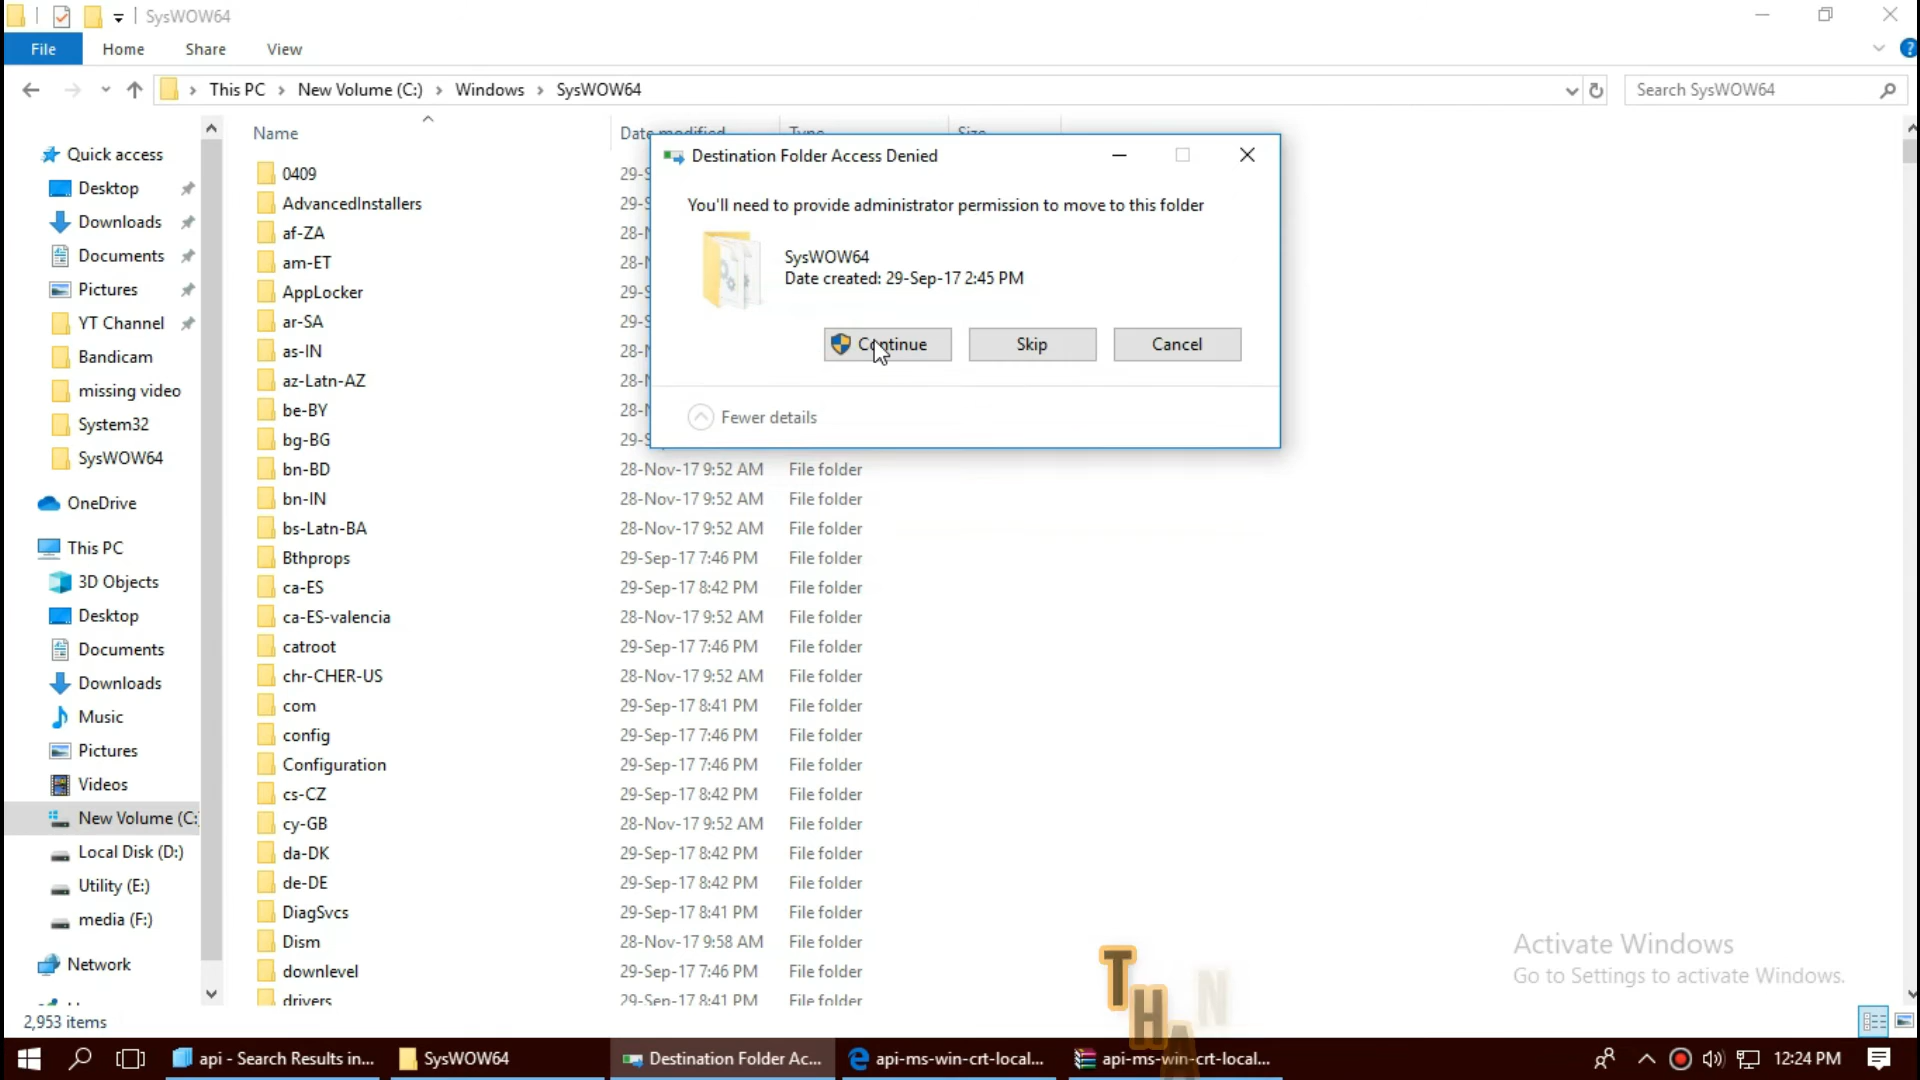 SysWOW64
File
Home
Share
View
This PC
New Volume (C:)
Windows
SysWOW64
Search SysWOW64
Quick access
Desktop
Downloads
Documents
Pictures
YT Channel
Bandicam
missing video
System32
SysWOW64
OneDrive
This PC
3D Objects
Desktop
Documents
Downloads
Music
Pictures
Videos
New Volume (C:
Local Disk (D:)
Utility (E:)
media (F:)
Network
Name
Date modified
Type
Size
0409
AdvancedInstallers
af-ZA
am-ET
AppLocker
ar-SA
as-IN
az-Latn-AZ
be-BY
bg-BG
bn-BD 28-Nov-17 9:52 AM File folder
bn-IN 28-Nov-17 9:52 AM File folder
bs-Latn-BA 28-Nov-17 9:52 AM File folder
Bthprops 29-Sep-17 7:46 PM File folder
ca-ES 29-Sep-17 8:42 PM File folder
ca-ES-valencia 28-Nov-17 9:52 AM File folder
catroot 29-Sep-17 7:46 PM File folder
chr-CHER-US 28-Nov-17 9:52 AM File folder
com 29-Sep-17 8:41 PM File folder
config 29-Sep-17 7:46 PM File folder
Configuration 29-Sep-17 7:46 PM File folder
cs-CZ 29-Sep-17 8:42 PM File folder
cy-GB 28-Nov-17 9:52 AM File folder
da-DK 29-Sep-17 8:42 PM File folder
de-DE 29-Sep-17 8:42 PM File folder
DiagSvcs 29-Sep-17 8:41 PM File folder
Dism 28-Nov-17 9:58 AM File folder
downlevel 29-Sep-17 7:46 PM File folder
drivers 29-Sep-17 8:41 PM File folder
Destination Folder Access Denied
You'll need to provide administrator permission to move to this folder
SysWOW64
Date created: 29-Sep-17 2:45 PM
Continue
Skip
Cancel
Fewer details
Activate Windows
Go to Settings to activate Windows.
THAN
2,953 items
api - Search Results in...
SysWOW64
Destination Folder Ac...
api-ms-win-crt-local...
api-ms-win-crt-local...
12:24 PM